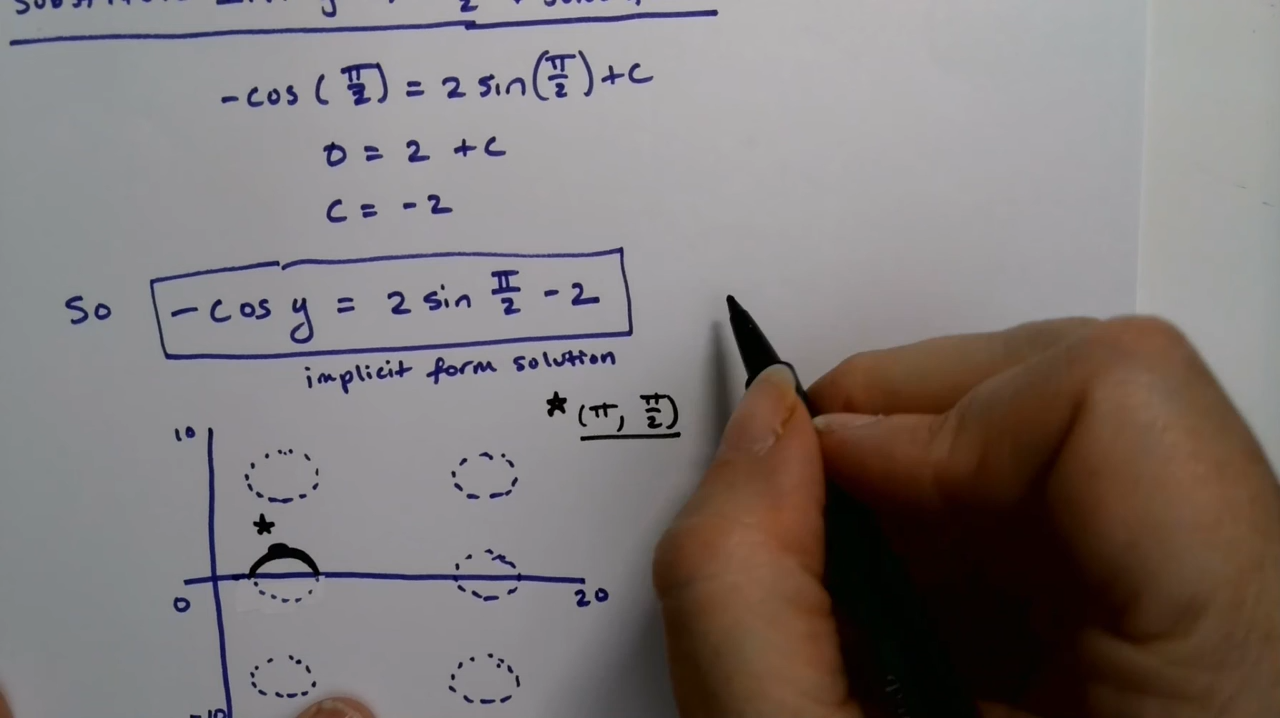 -cos(π/2) = 2 sin(π/2) + c
0 = 2 + c
c = -2
So -cos y = 2 sin π/2 - 2
implicit form solution
★ (π, π/2)
10
★
0
20
-10